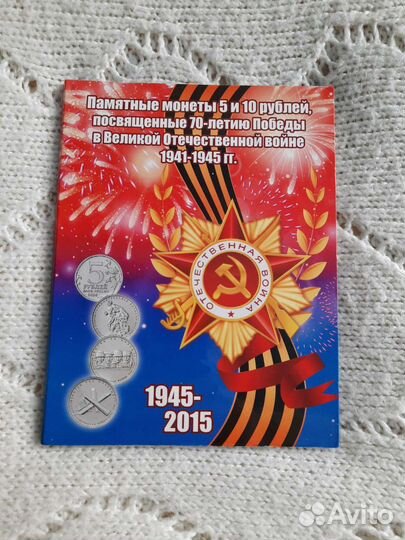 Памятные монеты 5 и 10 рублей,
посвященные 70-летию Победы
в Великой Отечественной войне
1941-1945 гг.
ОТЕЧЕСТВЕННАЯ ВОЙНА
5
РУБЛЕЙ
1945-
2015
Avito